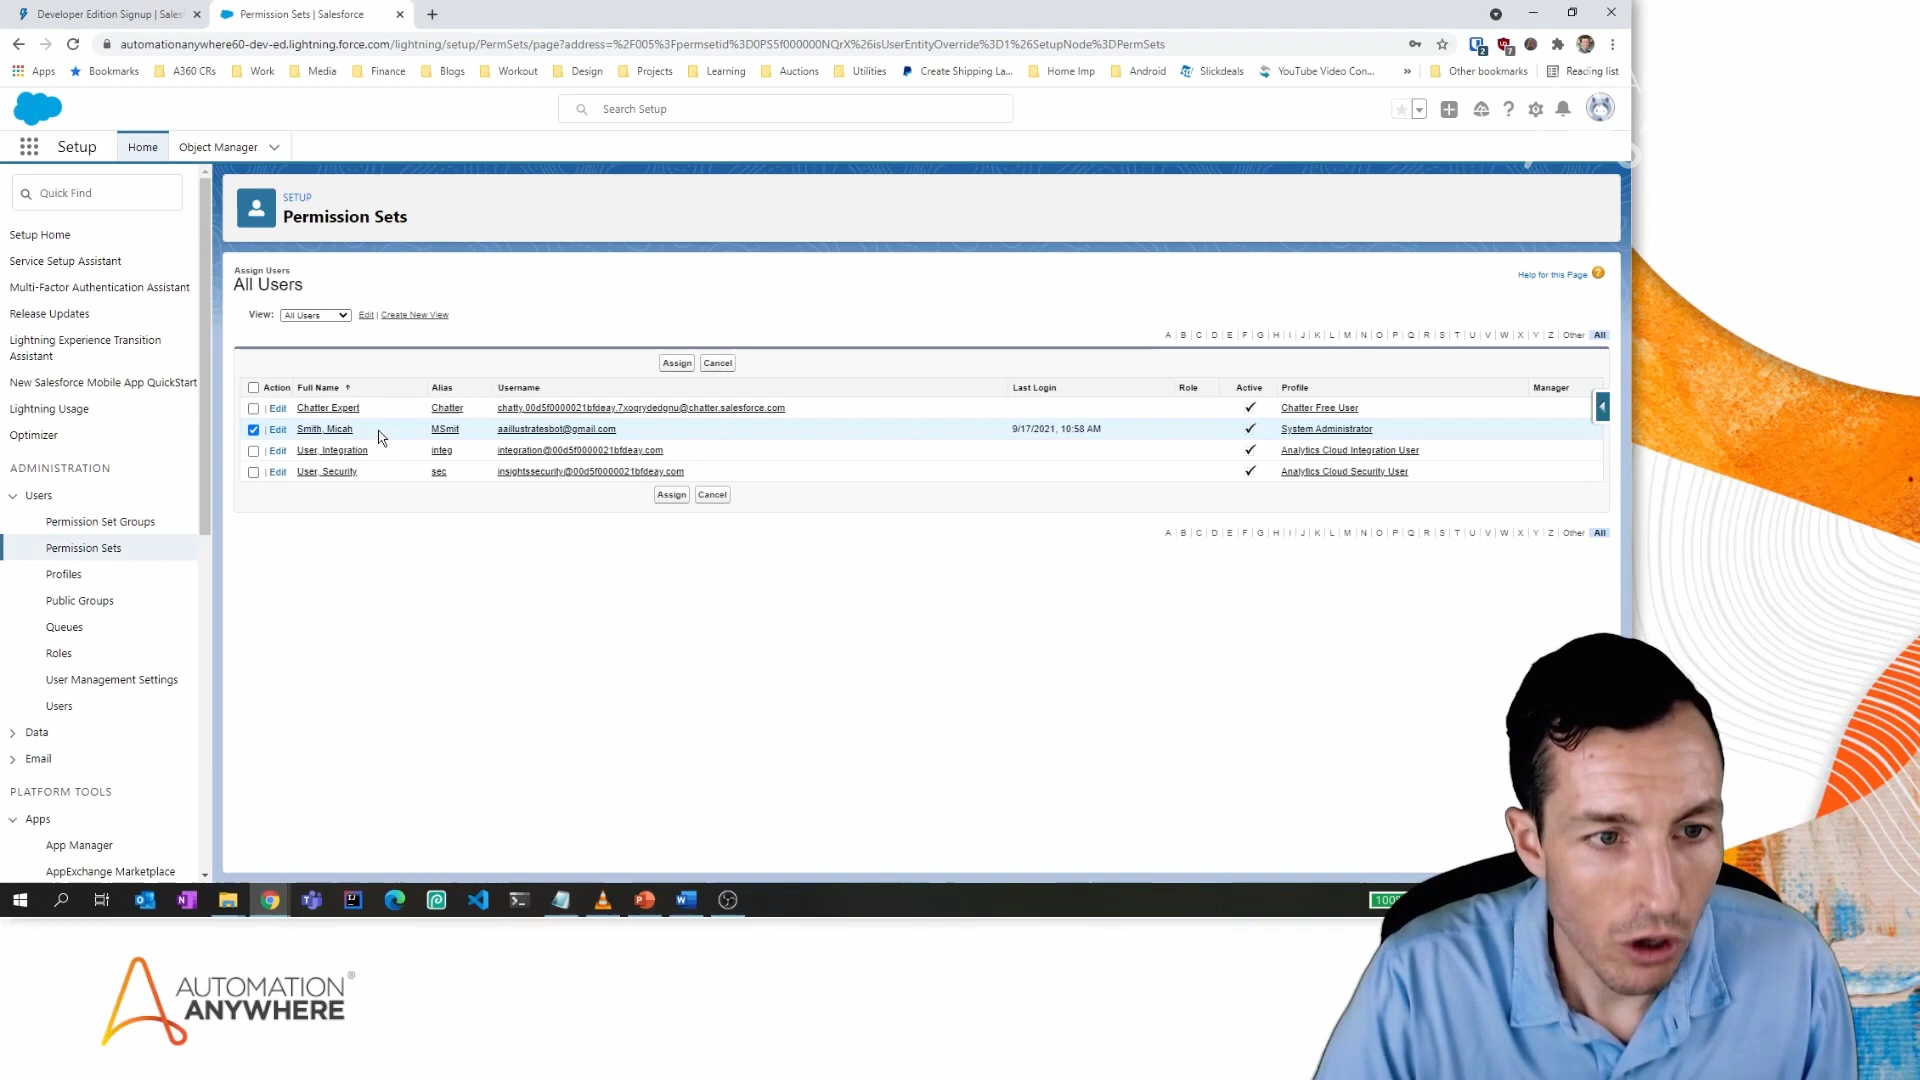 Developer Edition Signup | Sales
Permission Sets | Salesforce
automationanywhere60-dev-ed.lightning.force.com/lightning/setup/PermSets/page?address=%2F005%3Fpermsetid%3D0PS5f000000NQrX%26isUserEntityOverride%3D1%26SetupNode%3DPermSets
Apps Bookmarks A360 CRs Work Media Finance Blogs Workout Design Projects Learning Auctions Utilities Create Shipping La... Home Imp Android Slickdeals YouTube Video Con... » Other bookmarks Reading list
Search Setup
Setup Home Object Manager
Quick Find
SETUP
Permission Sets
Setup Home
Service Setup Assistant
Multi-Factor Authentication Assistant
Release Updates
Lightning Experience Transition
Assistant
New Salesforce Mobile App QuickStart
Lightning Usage
Optimizer
ADMINISTRATION
Users
Permission Set Groups
Permission Sets
Profiles
Public Groups
Queues
Roles
User Management Settings
Users
Data
Email
PLATFORM TOOLS
Apps
App Manager
AppExchange Marketplace
Assign Users
All Users
Help for this Page
View: All Users Edit | Create New View
A B C D E F G H I J K L M N O P Q R S T U V W X Y Z Other All
Assign Cancel
Action Full Name Alias Username Last Login Role Active Profile Manager
Edit Chatter Expert Chatter chatty.00d5f0000021bfdeay.7xoqrydedgnu@chatter.salesforce.com Chatter Free User
Edit Smith, Micah MSmit aaillustratesbot@gmail.com 9/17/2021, 10:58 AM System Administrator
Edit User, Integration integ integration@00d5f0000021bfdeay.com Analytics Cloud Integration User
Edit User, Security sec insightssecurity@00d5f0000021bfdeay.com Analytics Cloud Security User
Assign Cancel
A B C D E F G H I J K L M N O P Q R S T U V W X Y Z Other All
AUTOMATION
ANYWHERE